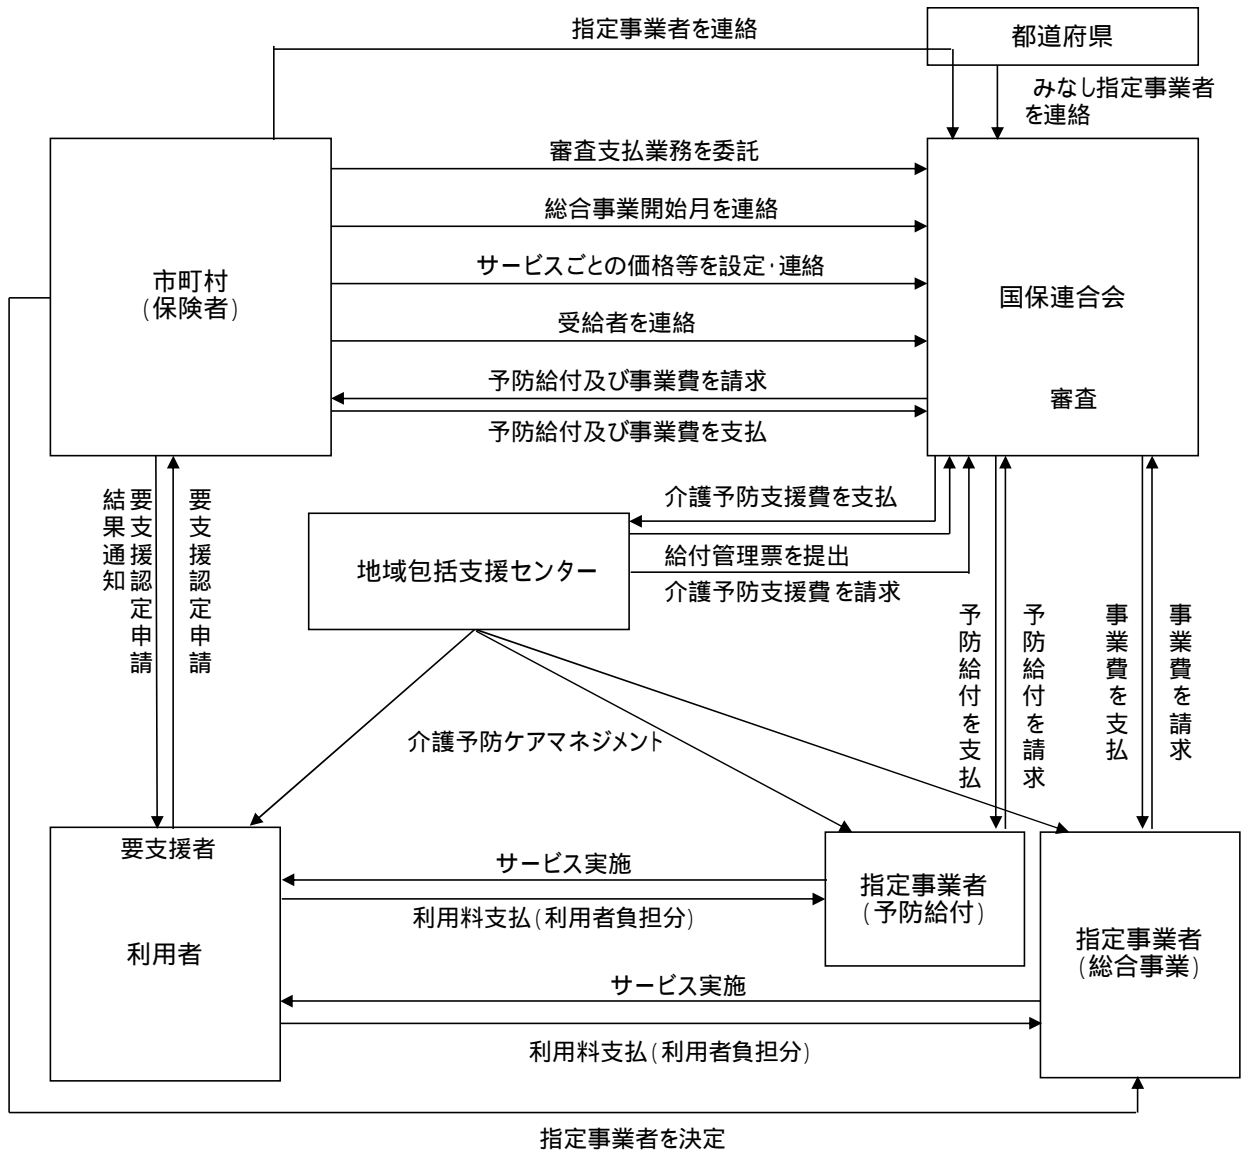 指定事業者を連絡
都道府県
みなし指定事業者
を連絡
審査支払業務を委託
総合事業開始月を連絡
サービスごとの価格等を設定・連絡
受給者を連絡
予防給付及び事業費を請求
予防給付及び事業費を支払
市町村
(保険者)
国保連合会
審査
要支援認定申請
結果通知
要支援認定申請
介護予防支援費を支払
給付管理票を提出
介護予防支援費を請求
地域包括支援センター
予防給付を支払
予防給付を請求
事業費を支払
事業費を請求
介護予防ケアマネジメント
要支援者
利用者
サービス実施
利用料支払(利用者負担分)
指定事業者
(予防給付)
指定事業者
(総合事業)
サービス実施
利用料支払(利用者負担分)
指定事業者を決定